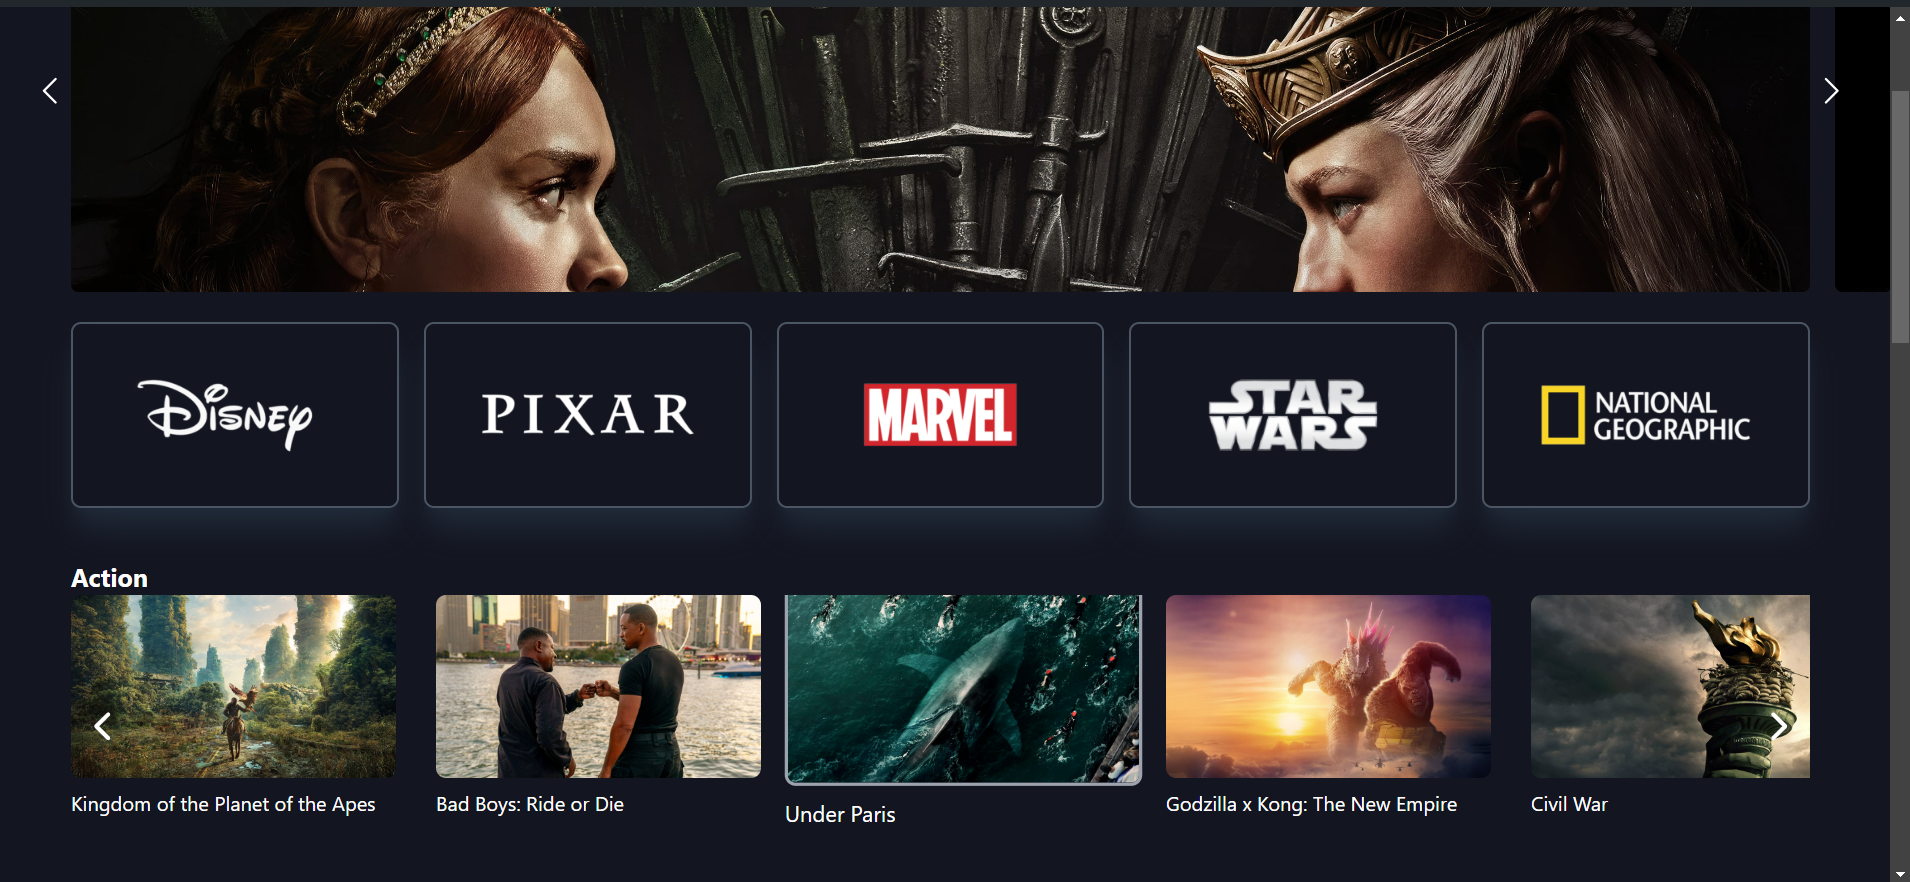 DISNEY
PIXAR
MARVEL
STAR
WARS
NATIONAL
GEOGRAPHIC
Action
Kingdom of the Planet of the Apes
Bad Boys: Ride or Die
Under Paris
Godzilla x Kong: The New Empire
Civil War